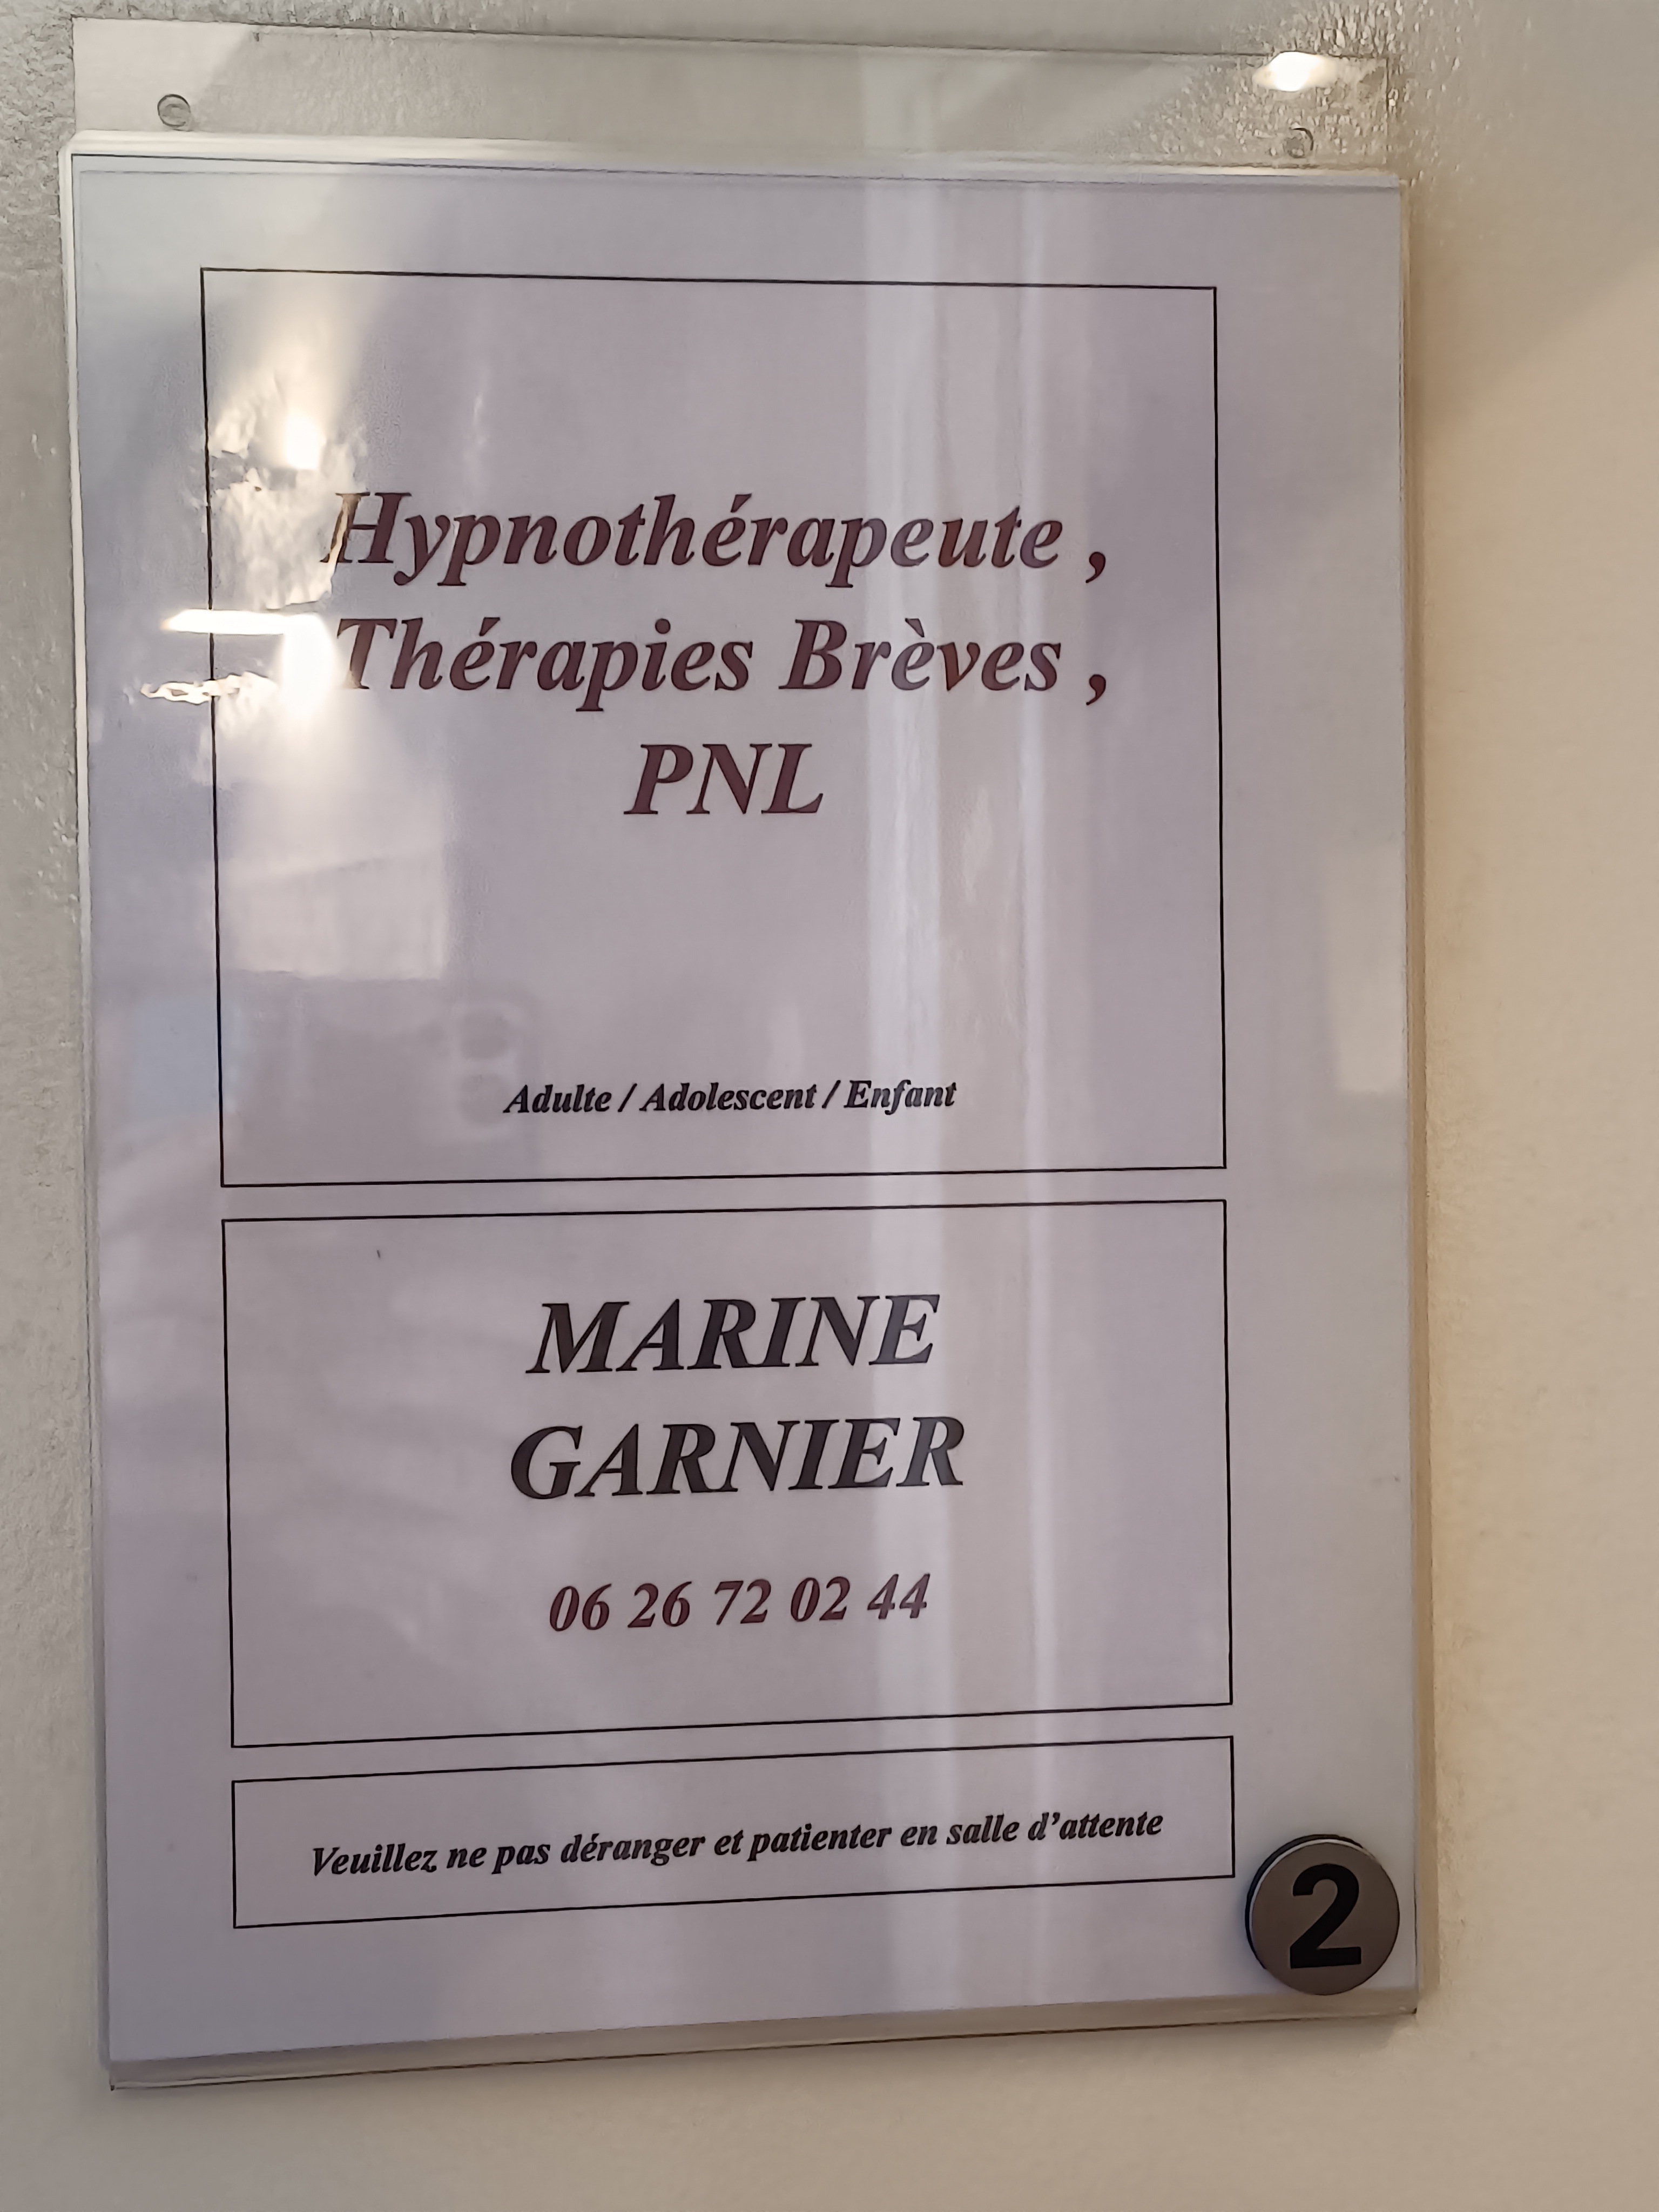 Hypnothérapeute ,
Thérapies Brèves ,
PNL
Adulte / Adolescent / Enfant
MARINE
GARNIER
06 26 72 02 44
Veuillez ne pas déranger et patienter en salle d’attente
2